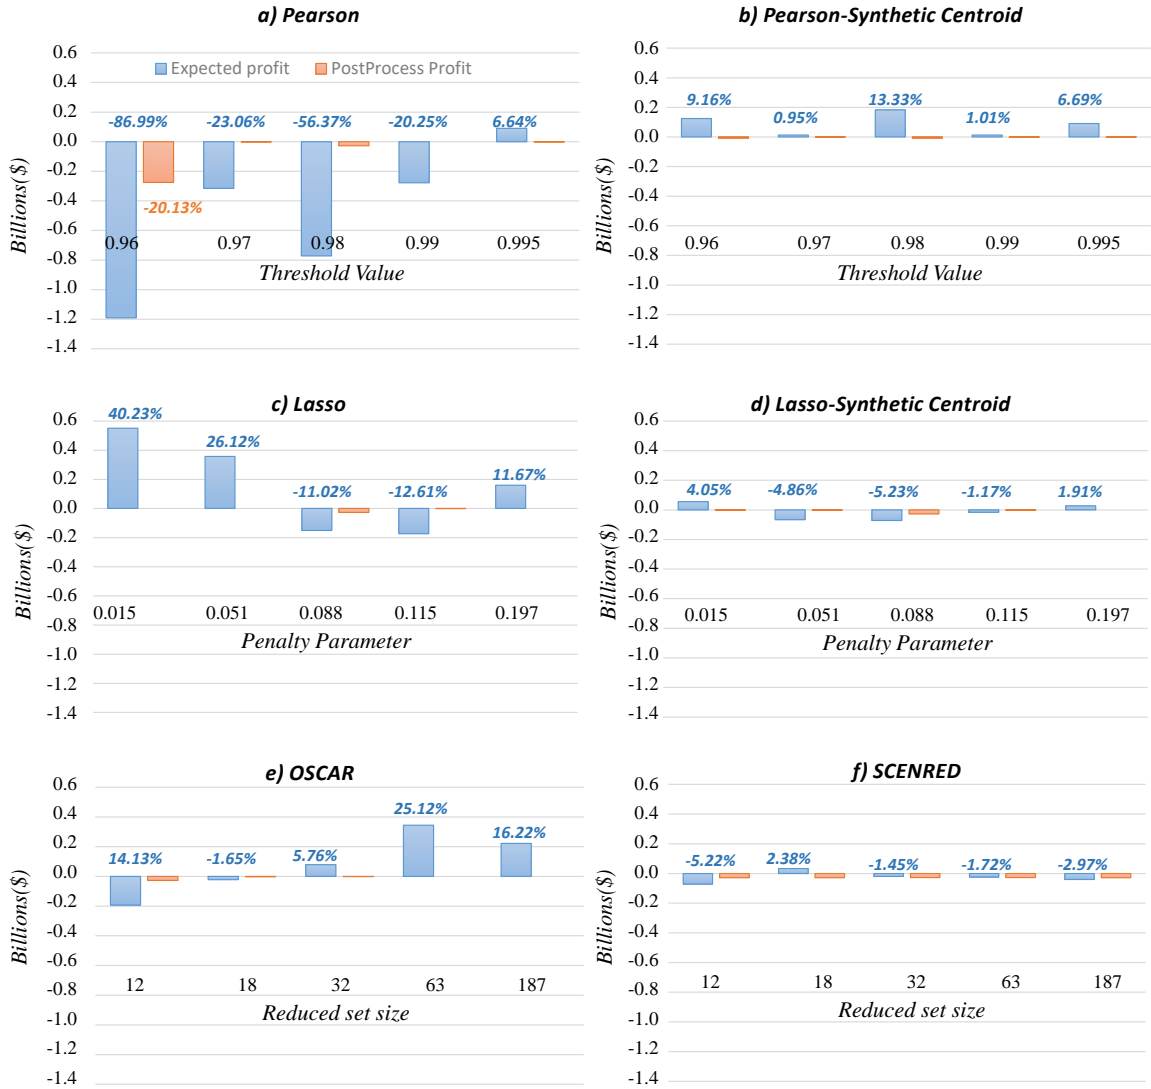 a) Pearson
0.6
0.4
0.2
0.0
-0.2
-0.4
-0.6
-0.8
-1.0
-1.2
-1.4
Billions($)
Expected profit PostProcess Profit
-86.99% -23.06% -56.37% -20.25% 6.64%
-20.13%
0.96 0.97 0.98 0.99 0.995
Threshold Value
b) Pearson-Synthetic Centroid
0.6
0.4
0.2
0.0
-0.2
-0.4
-0.6
-0.8
-1.0
-1.2
-1.4
Billions($)
9.16% 0.95% 13.33% 1.01% 6.69%
0.96 0.97 0.98 0.99 0.995
Threshold Value
c) Lasso
0.6
0.4
0.2
0.0
-0.2
-0.4
-0.6
-0.8
-1.0
-1.2
-1.4
Billions($)
40.23% 26.12% -11.02% -12.61% 11.67%
0.015 0.051 0.088 0.115 0.197
Penalty Parameter
d) Lasso-Synthetic Centroid
0.6
0.4
0.2
0.0
-0.2
-0.4
-0.6
-0.8
-1.0
-1.2
-1.4
Billions($)
4.05% -4.86% -5.23% -1.17% 1.91%
0.015 0.051 0.088 0.115 0.197
Penalty Parameter
e) OSCAR
0.6
0.4
0.2
0.0
-0.2
-0.4
-0.6
-0.8
-1.0
-1.2
-1.4
Billions($)
14.13% -1.65% 5.76% 25.12% 16.22%
12 18 32 63 187
Reduced set size
f) SCENRED
0.6
0.4
0.2
0.0
-0.2
-0.4
-0.6
-0.8
-1.0
-1.2
-1.4
Billions($)
-5.22% 2.38% -1.45% -1.72% -2.97%
12 18 32 63 187
Reduced set size